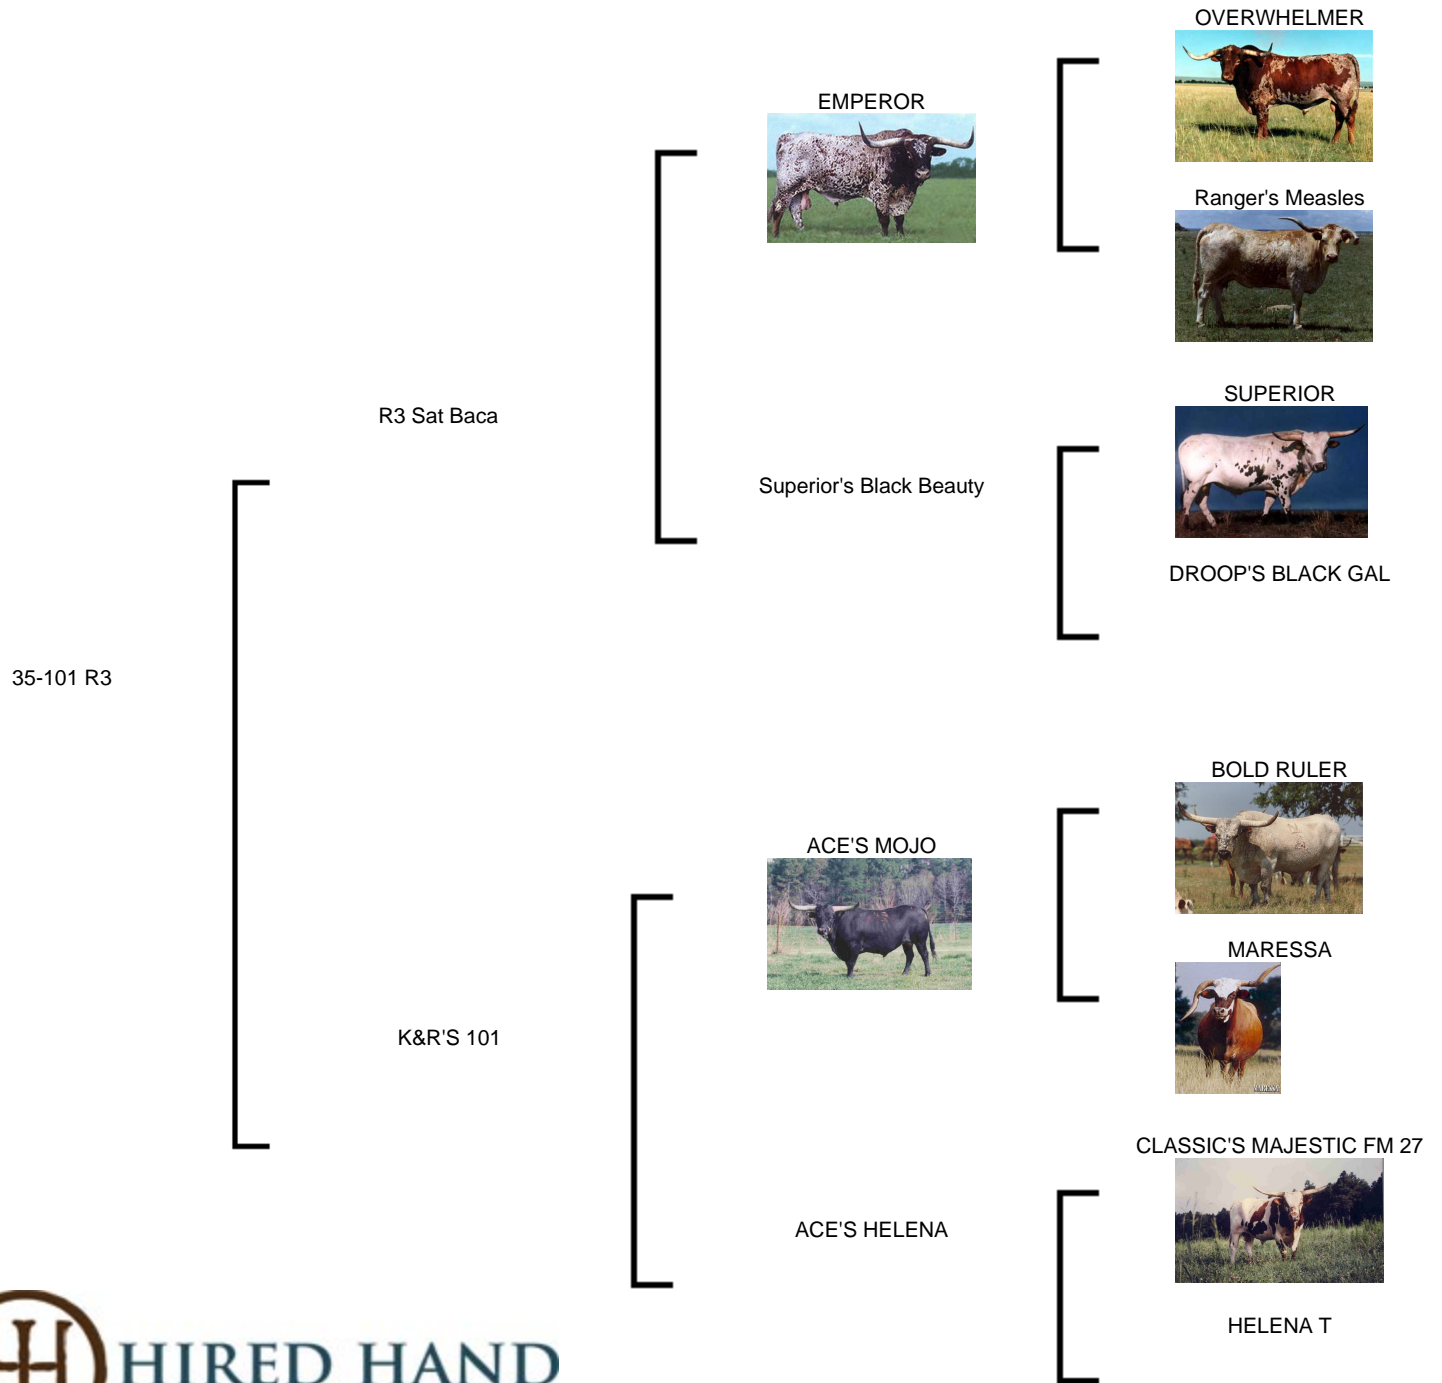 OVERWHELMER
EMPEROR
Ranger's Measles
SUPERIOR
R3 Sat Baca
Superior's Black Beauty
DROOP'S BLACK GAL
35-101 R3
BOLD RULER
ACE'S MOJO
MARESSA
K&R'S 101
MARESSA
CLASSIC'S MAJESTIC FM 27
ACE'S HELENA
HELENA T
H HIRED HAND